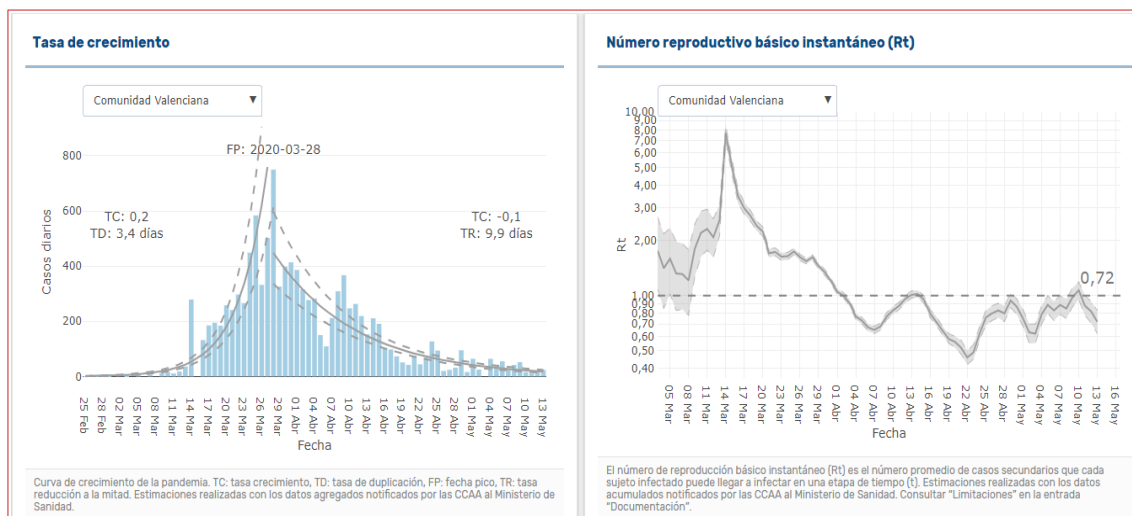 Tasa de crecimiento
Comunidad Valenciana
FP: 2020-03-28
TC: 0,2
TD: 3,4 días
TC: -0,1
TR: 9,9 días
Casos diarios
800
600
400
200
0
25 Feb
28 Feb
02 Mar
05 Mar
08 Mar
11 Mar
14 Mar
17 Mar
20 Mar
23 Mar
26 Mar
29 Mar
01 Abr
04 Abr
07 Abr
10 Abr
13 Abr
16 Abr
19 Abr
22 Abr
25 Abr
28 Abr
01 May
04 May
07 May
10 May
13 May
Fecha
Curva de crecimiento de la pandemia. TC: tasa crecimiento, TD: tasa de duplicación, FP: fecha pico, TR: tasa
reducción a la mitad. Estimaciones realizadas con los datos agregados notificados por las CCAA al Ministerio de
Sanidad.
Número reproductivo básico instantáneo (Rt)
Comunidad Valenciana
10,00
9,00
8,00
7,00
6,00
5,00
4,00
3,00
2,00
1,00
0,90
0,80
0,70
0,60
0,50
0,40
Rt
0,72
05 Mar
08 Mar
11 Mar
14 Mar
17 Mar
20 Mar
23 Mar
26 Mar
29 Mar
01 Abr
04 Abr
07 Abr
10 Abr
13 Abr
16 Abr
19 Abr
22 Abr
25 Abr
28 Abr
01 May
04 May
07 May
10 May
13 May
16 May
Fecha
El número de reproducción básico instantáneo (Rt) es el número promedio de casos secundarios que cada
sujeto infectado puede llegar a infectar en una etapa de tiempo (t). Estimaciones realizadas con los datos
acumulados notificados por las CCAA al Ministerio de Sanidad. Consultar "Limitaciones" en la entrada
"Documentación".